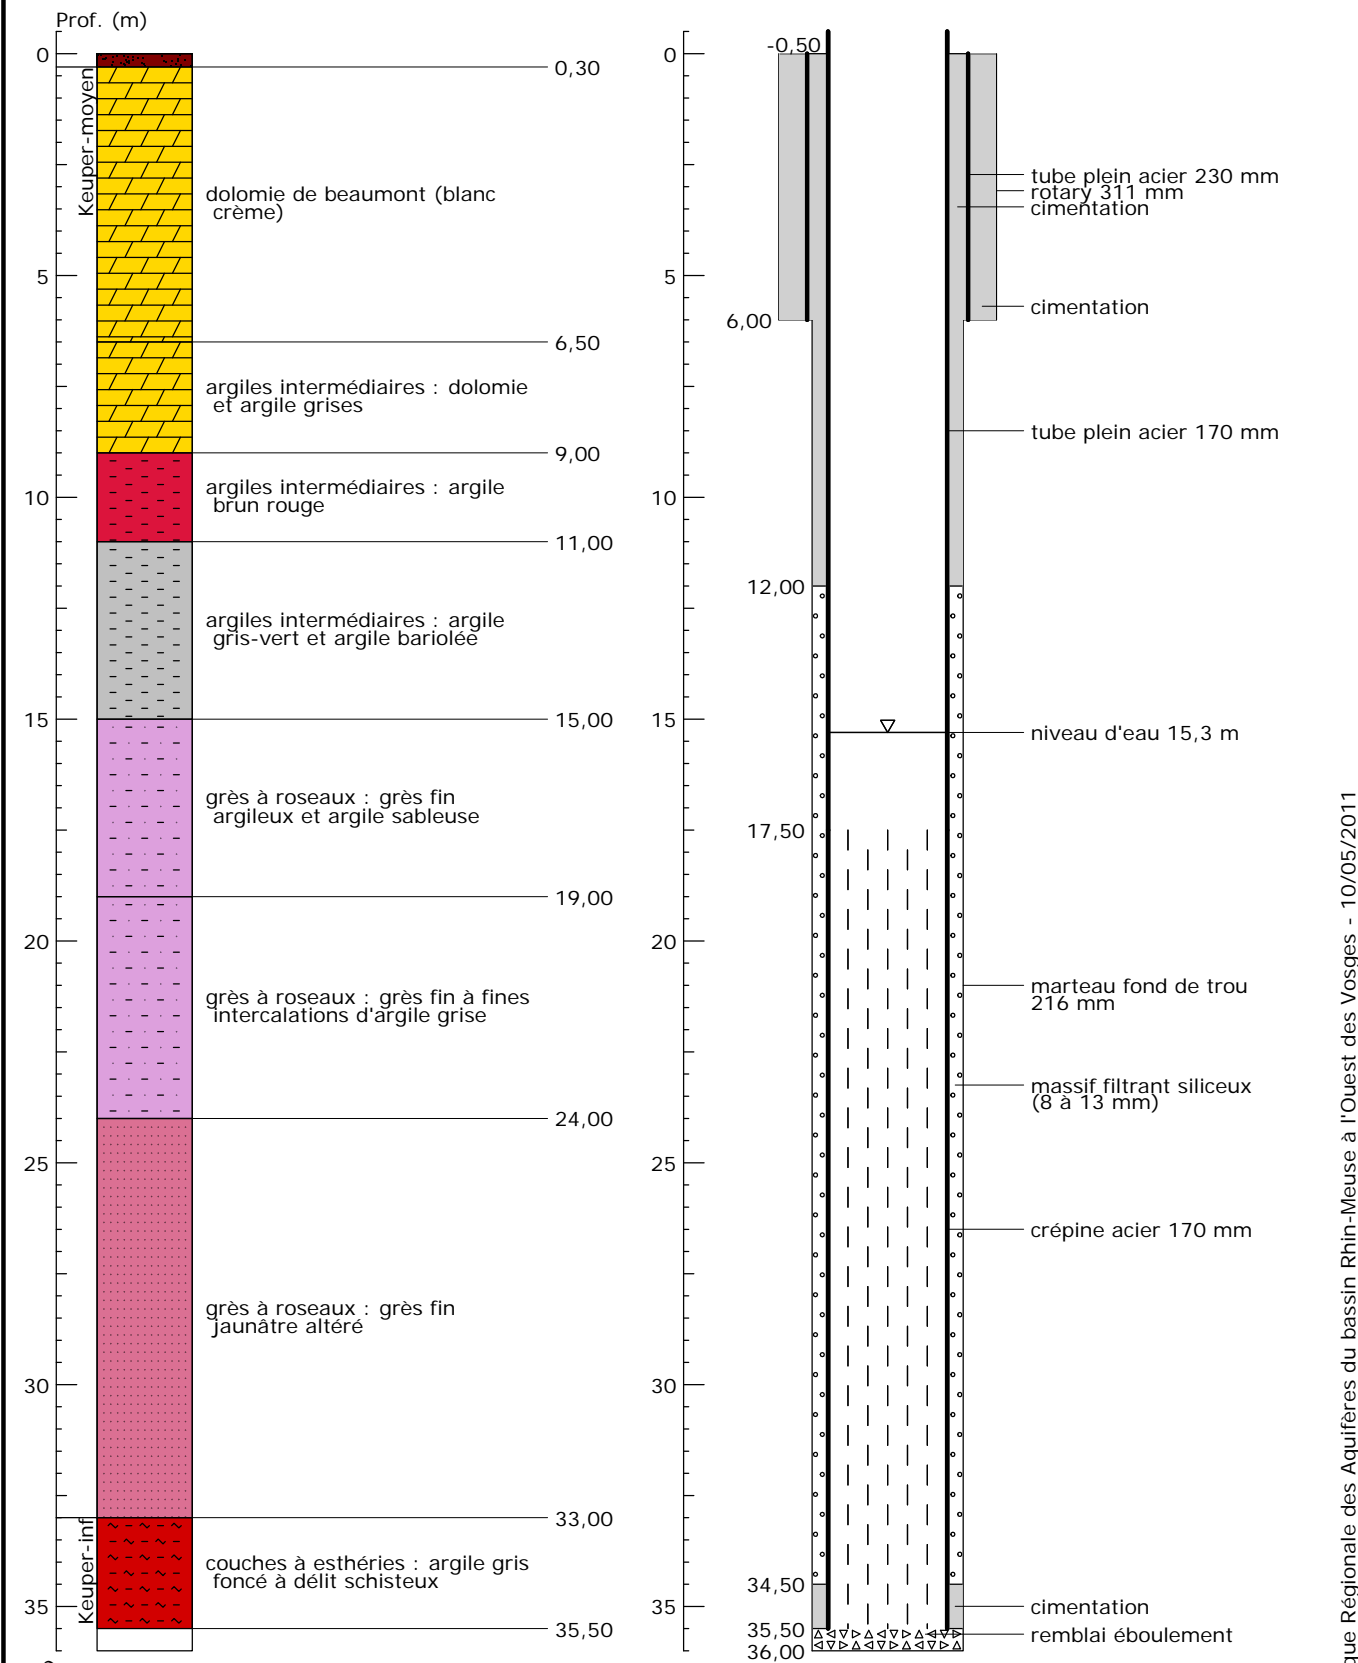 Prof. (m)
0
5
10
15
20
25
30
35
Keuper-moyen
Keuper-inf
0,30
dolomie de beaumont (blanc
crème)
6,50
argiles intermédiaires : dolomie
et argile grises
9,00
argiles intermédiaires : argile
brun rouge
11,00
argiles intermédiaires : argile
gris-vert et argile bariolée
15,00
grès à roseaux : grès fin
argileux et argile sableuse
19,00
grès à roseaux : grès fin à fines
intercalations d'argile grise
24,00
grès à roseaux : grès fin
jaunâtre altéré
33,00
couches à esthéries : argile gris
foncé à délit schisteux
35,50
0
5
10
15
20
25
30
35
-0,50
6,00
12,00
17,50
34,50
35,50
36,00
tube plein acier 230 mm
rotary 311 mm
cimentation
cimentation
tube plein acier 170 mm
niveau d'eau 15,3 m
marteau fond de trou
216 mm
massif filtrant siliceux
(8 à 13 mm)
crépine acier 170 mm
cimentation
remblai éboulement
que Régionale des Aquifères du bassin Rhin-Meuse à l'Ouest des Vosges - 10/05/2011